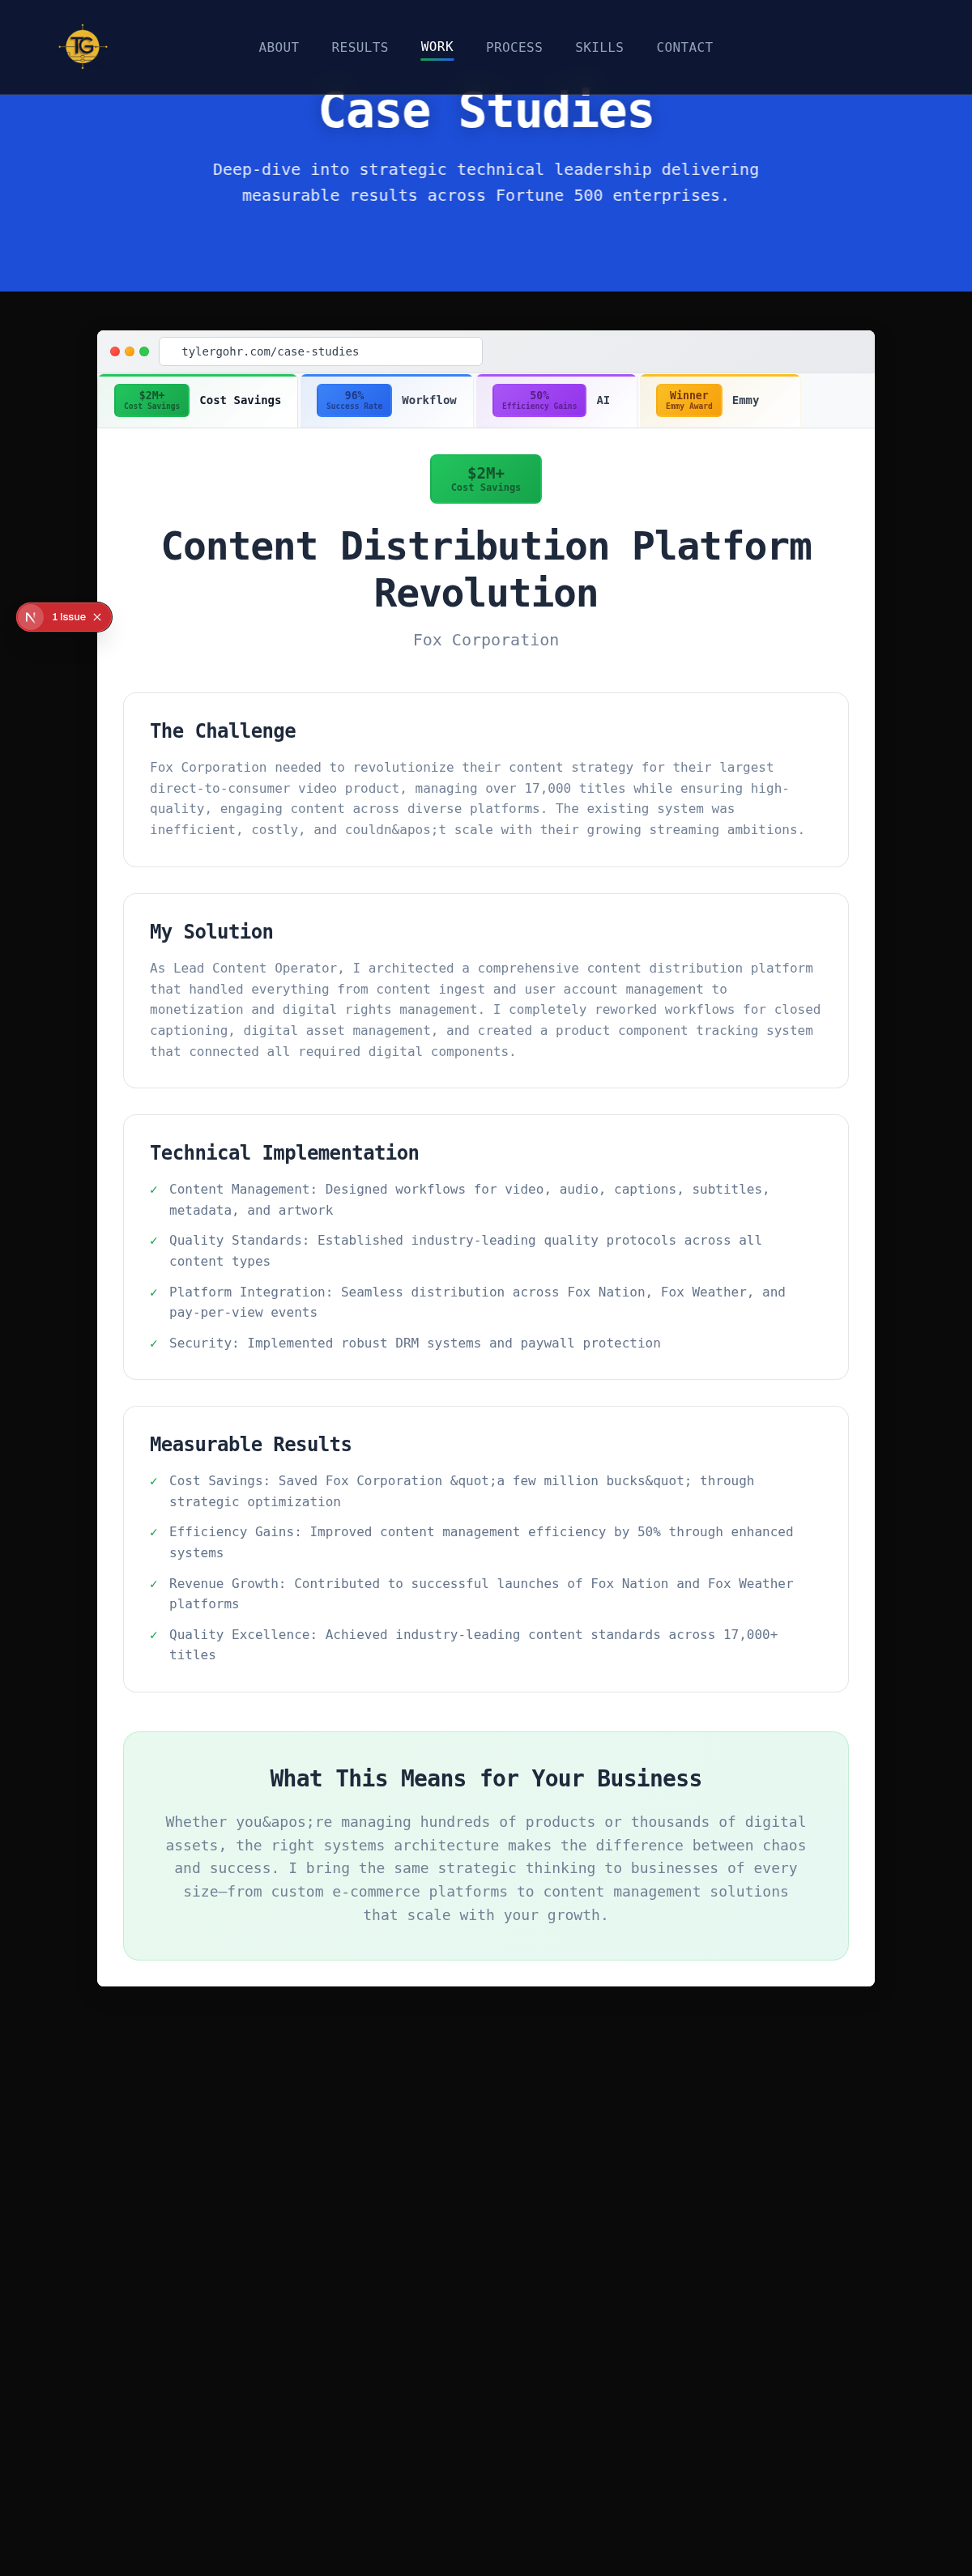 TG
ABOUT RESULTS WORK PROCESS SKILLS CONTACT
Case Studies
Deep-dive into strategic technical leadership delivering
measurable results across Fortune 500 enterprises.
tylergohr.com/case-studies
$2M+
Cost Savings
Cost Savings
96%
Success Rate
Workflow
50%
Efficiency Gains
AI
Winner
Emmy Award
Emmy
$2M+
Cost Savings
Content Distribution Platform
Revolution
Fox Corporation
N 1 Issue
The Challenge
Fox Corporation needed to revolutionize their content strategy for their largest
direct-to-consumer video product, managing over 17,000 titles while ensuring high-
quality, engaging content across diverse platforms. The existing system was
inefficient, costly, and couldn&apos;t scale with their growing streaming ambitions.
My Solution
As Lead Content Operator, I architected a comprehensive content distribution platform
that handled everything from content ingest and user account management to
monetization and digital rights management. I completely reworked workflows for closed
captioning, digital asset management, and created a product component tracking system
that connected all required digital components.
Technical Implementation
✓ Content Management: Designed workflows for video, audio, captions, subtitles,
metadata, and artwork
✓ Quality Standards: Established industry-leading quality protocols across all
content types
✓ Platform Integration: Seamless distribution across Fox Nation, Fox Weather, and
pay-per-view events
✓ Security: Implemented robust DRM systems and paywall protection
Measurable Results
✓ Cost Savings: Saved Fox Corporation &quot;a few million bucks&quot; through
strategic optimization
✓ Efficiency Gains: Improved content management efficiency by 50% through enhanced
systems
✓ Revenue Growth: Contributed to successful launches of Fox Nation and Fox Weather
platforms
✓ Quality Excellence: Achieved industry-leading content standards across 17,000+
titles
What This Means for Your Business
Whether you&apos;re managing hundreds of products or thousands of digital
assets, the right systems architecture makes the difference between chaos
and success. I bring the same strategic thinking to businesses of every
size—from custom e-commerce platforms to content management solutions
that scale with your growth.